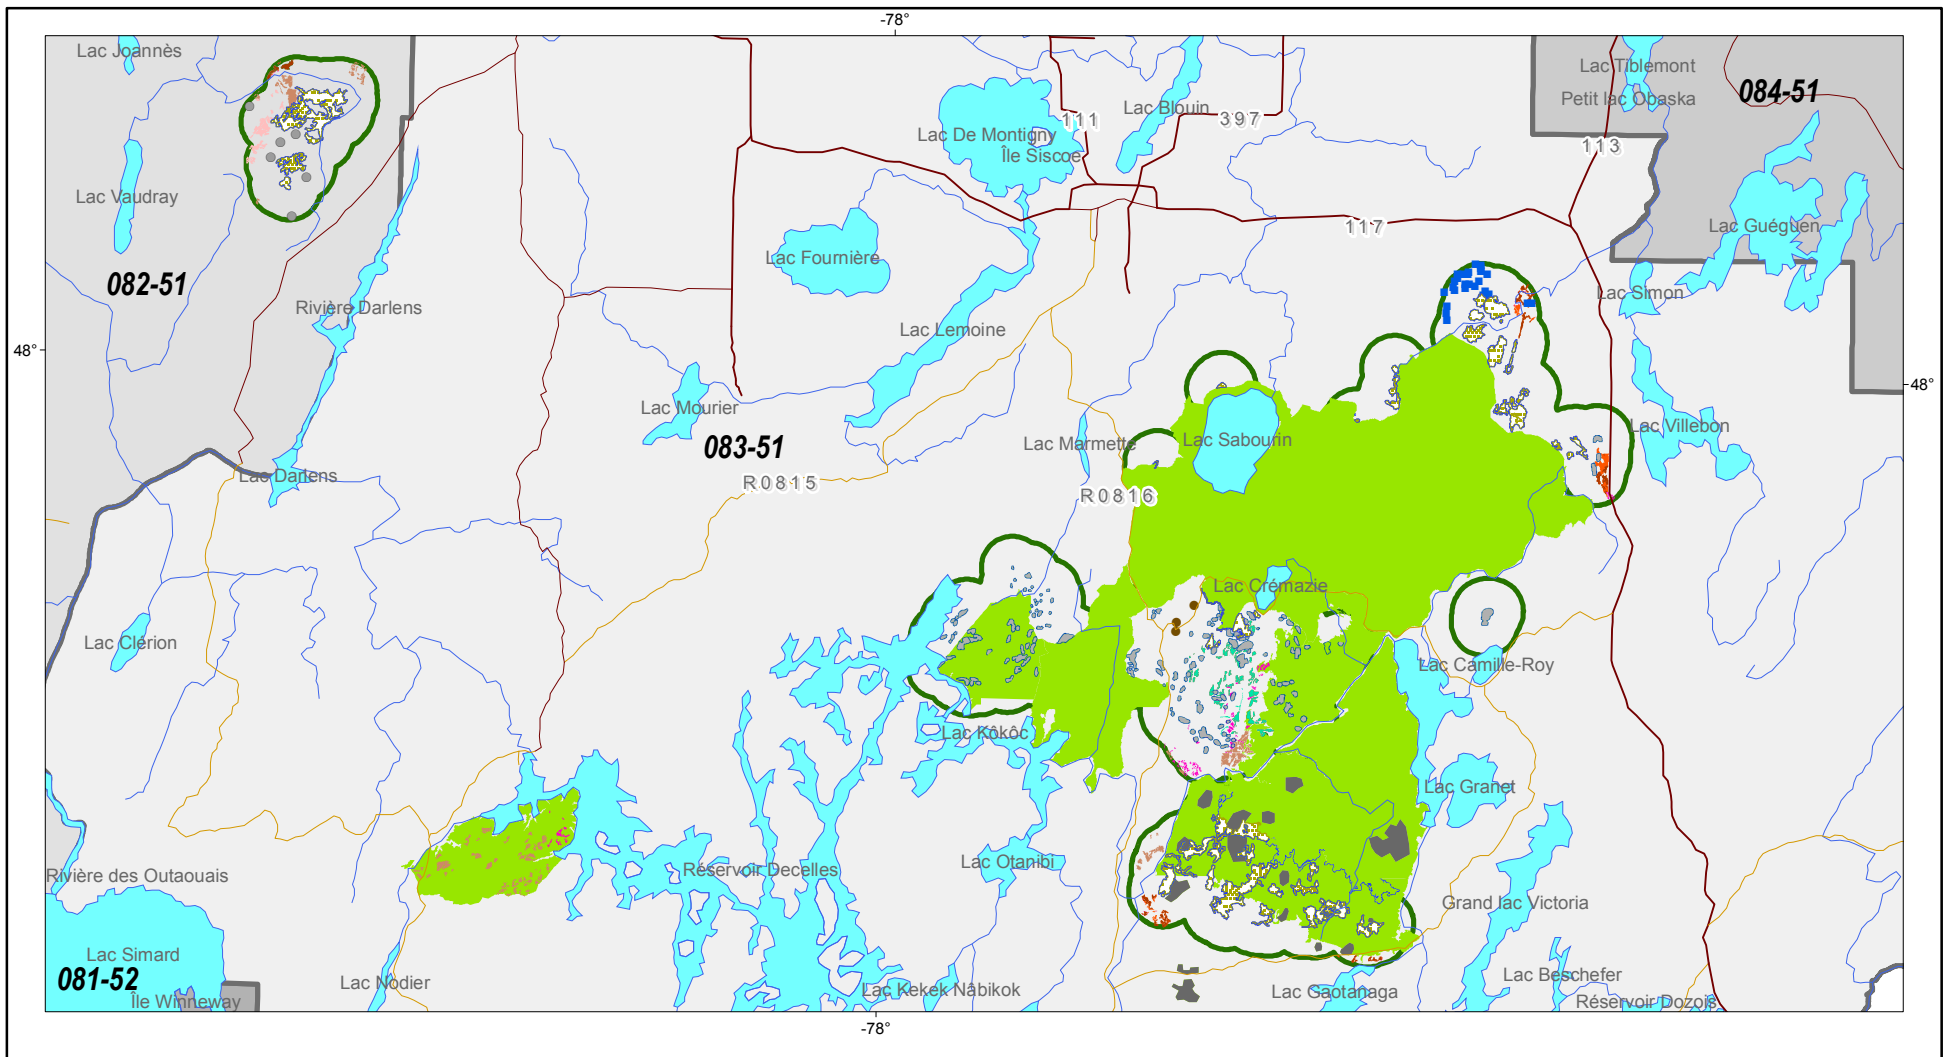 -78°
Lac Joannès
Lac Tiblemont
084-51
Petit lac Obaska
Lac Blouin
111
397
Lac De Montigny
Île Siscoe
113
Lac Vaudray
Lac Guéguen
117
Lac Fournière
082-51
Lac Simon
Rivière Darlens
Lac Lemoine
48°
48°
Lac Mourier
083-51
Lac Marmette
Lac Sabourin
Lac Villebon
Lac Darlens
R0815
R0816
Lac Crémazie
Lac Clérion
Lac Camille-Roy
Lac Kôkôc
Lac Granet
Lac Otanibi
Réservoir Decelles
Rivière des Outaouais
Grand lac Victoria
Lac Simard
081-52
Île Winneway
Lac Nodier
Lac Kekek Nâbikok
Lac Gaotanaga
Lac Beschefer
Réservoir Dozois
-78°